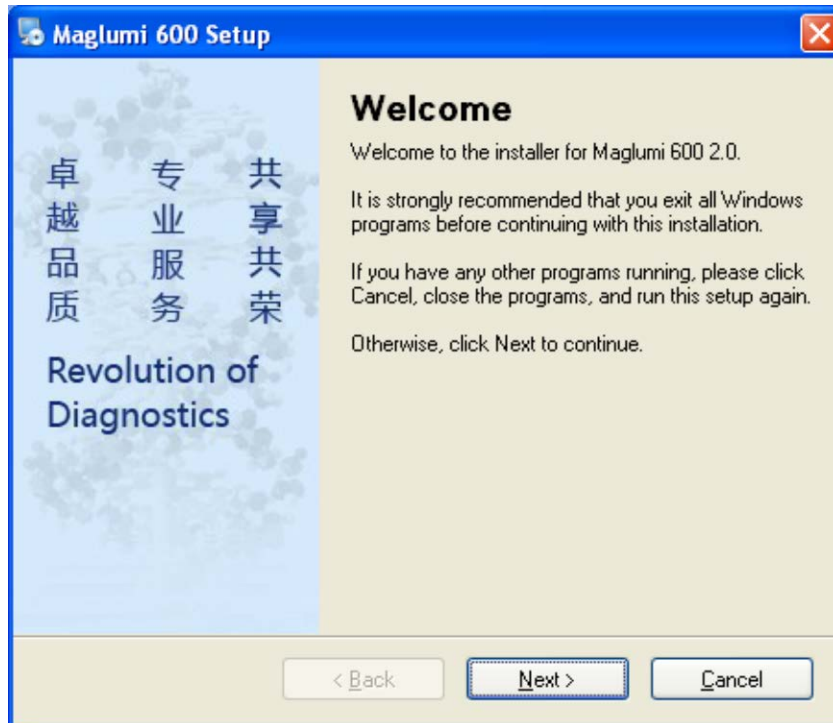 Maglumi 600 Setup
卓越品质
专业服务
共享共荣
Revolution of
Diagnostics
Welcome
Welcome to the installer for Maglumi 600 2.0.
It is strongly recommended that you exit all Windows
programs before continuing with this installation.
If you have any other programs running, please click
Cancel, close the programs, and run this setup again.
Otherwise, click Next to continue.
< Back
Next >
Cancel